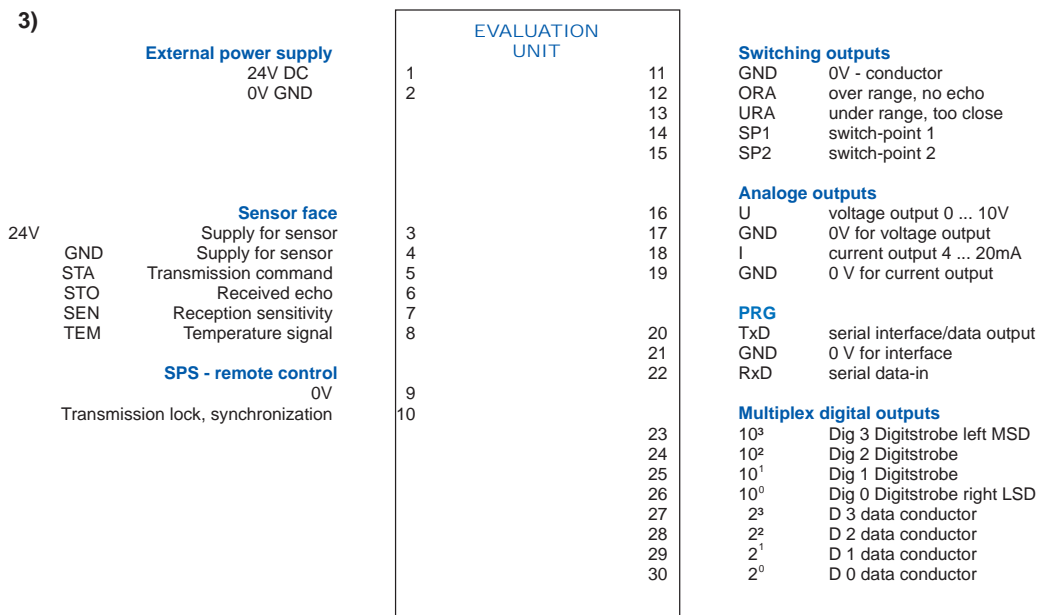 3)
EVALUATION
UNIT
External power supply
24V DC 1
0V GND 2
Sensor face
24V Supply for sensor 3
GND Supply for sensor 4
STA Transmission command 5
STO Received echo 6
SEN Reception sensitivity 7
TEM Temperature signal 8
SPS - remote control
0V 9
Transmission lock, synchronization 10
Switching outputs
11 GND 0V - conductor
12 ORA over range, no echo
13 URA under range, too close
14 SP1 switch-point 1
15 SP2 switch-point 2
Analoge outputs
16 U voltage output 0 ... 10V
17 GND 0V for voltage output
18 I current output 4 ... 20mA
19 GND 0 V for current output
PRG
20 TxD serial interface/data output
21 GND 0 V for interface
22 RxD serial data-in
Multiplex digital outputs
23 10³ Dig 3 Digitstrobe left MSD
24 10² Dig 2 Digitstrobe
25 10¹ Dig 1 Digitstrobe
26 10⁰ Dig 0 Digitstrobe right LSD
27 2³ D 3 data conductor
28 2² D 2 data conductor
29 2¹ D 1 data conductor
30 2⁰ D 0 data conductor